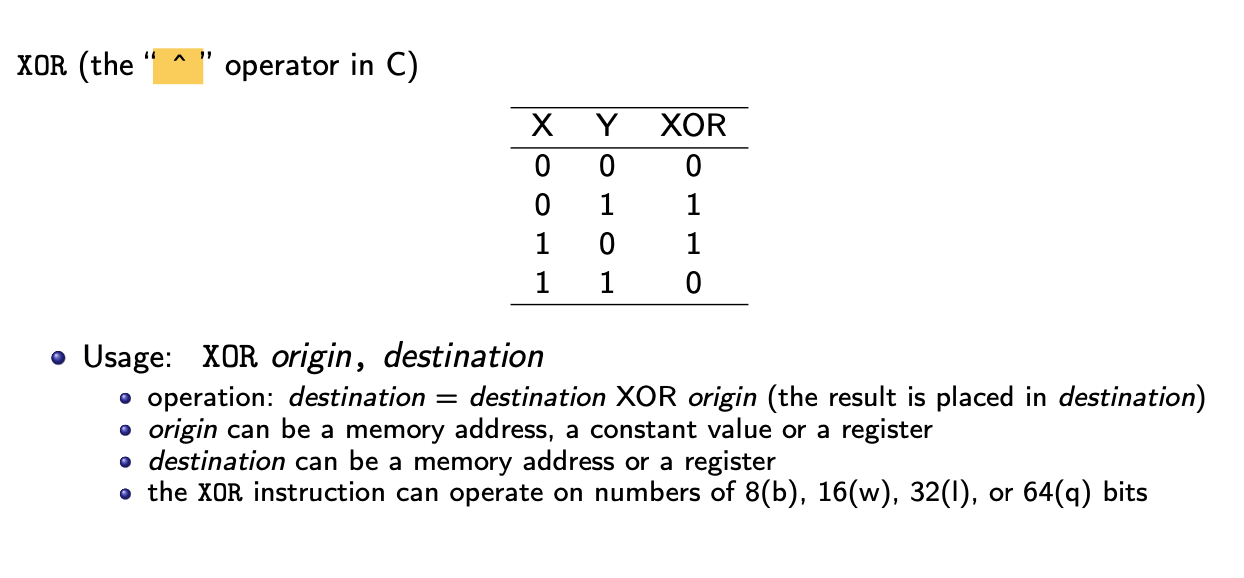 XOR (the “ ^ ” operator in C)
X Y XOR
0 0 0
0 1 1
1 0 1
1 1 0
Usage: XOR origin, destination
operation: destination = destination XOR origin (the result is placed in destination)
origin can be a memory address, a constant value or a register
destination can be a memory address or a register
the XOR instruction can operate on numbers of 8(b), 16(w), 32(l), or 64(q) bits